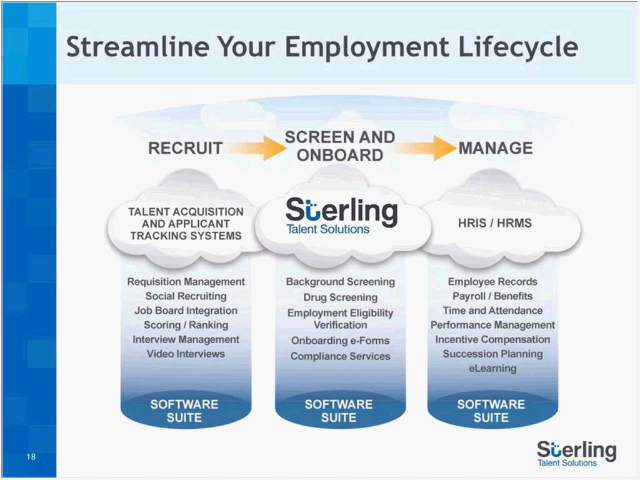 Streamline Your Employment Lifecycle
RECRUIT
SCREEN AND
ONBOARD
MANAGE
TALENT ACQUISITION
AND APPLICANT
TRACKING SYSTEMS
Sterling
Talent Solutions
HRIS / HRMS
Requisition Management
Social Recruiting
Job Board Integration
Scoring / Ranking
Interview Management
Video Interviews
Background Screening
Drug Screening
Employment Eligibility
Verification
Onboarding e-Forms
Compliance Services
Employee Records
Payroll / Benefits
Time and Attendance
Performance Management
Incentive Compensation
Succession Planning
eLearning
SOFTWARE
SUITE
SOFTWARE
SUITE
SOFTWARE
SUITE
18
Sterling
Talent Solutions